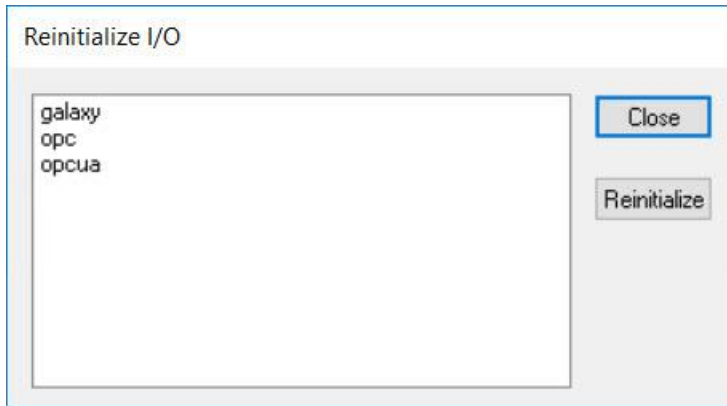 Reinitialize I/O
galaxy
opc
opcua
Close
Reinitialize